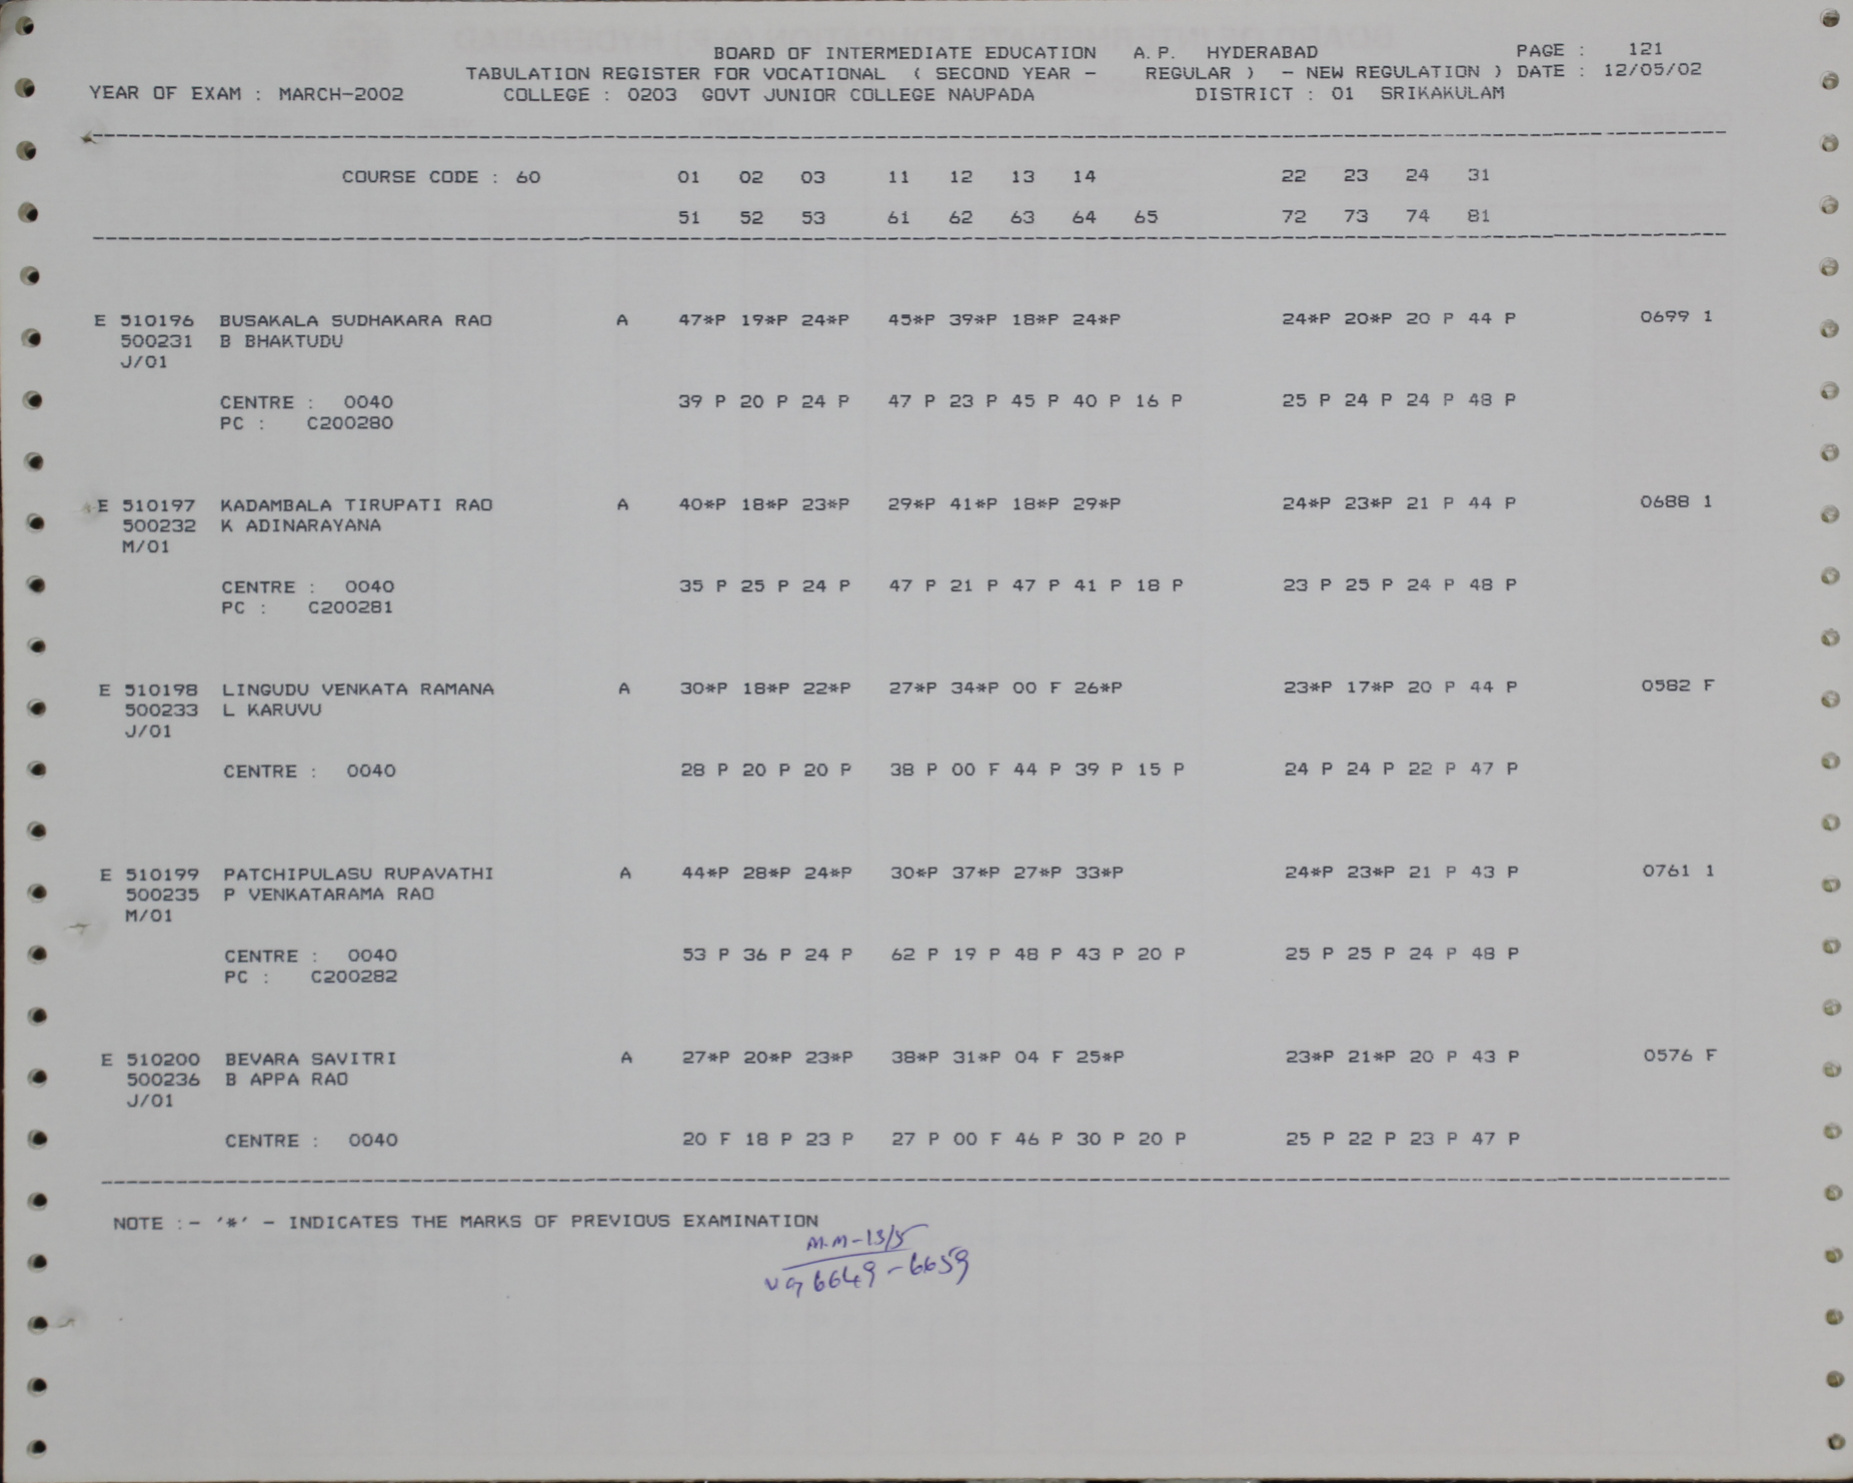 BOARD OF INTERMEDIATE EDUCATION A.P. HYDERABAD PAGE : 121
TABULATION REGISTER FOR VOCATIONAL ( SECOND YEAR - REGULAR ) - NEW REGULATION ) DATE : 12/05/02
YEAR OF EXAM : MARCH-2002 COLLEGE : 0203 GOVT JUNIOR COLLEGE NAUPADA DISTRICT : 01 SRIKAKULAM
COURSE CODE : 60 01 02 03 11 12 13 14 22 23 24 31
51 52 53 61 62 63 64 65 72 73 74 81
E 510196 BUSAKALA SUDHAKARA RAO A 47*P 19*P 24*P 45*P 39*P 18*P 24*P 24*P 20*P 20 P 44 P 0699 1
500231 B BHAKTUDU
J/01
CENTRE : 0040 39 P 20 P 24 P 47 P 23 P 45 P 40 P 16 P 25 P 24 P 24 P 48 P
PC : C200280
E 510197 KADAMBALA TIRUPATI RAO A 40*P 18*P 23*P 29*P 41*P 18*P 29*P 24*P 23*P 21 P 44 P 0688 1
500232 K ADINARAYANA
M/01
CENTRE : 0040 35 P 25 P 24 P 47 P 21 P 47 P 41 P 18 P 23 P 25 P 24 P 48 P
PC : C200281
E 510198 LINGUDU VENKATA RAMANA A 30*P 18*P 22*P 27*P 34*P 00 F 26*P 23*P 17*P 20 P 44 P 0582 F
500233 L KARUVU
J/01
CENTRE : 0040 28 P 20 P 20 P 38 P 00 F 44 P 39 P 15 P 24 P 24 P 22 P 47 P
E 510199 PATCHIPULASU RUPAVATHI A 44*P 28*P 24*P 30*P 37*P 27*P 33*P 24*P 23*P 21 P 43 P 0761 1
500235 P VENKATARAMA RAO
M/01
CENTRE : 0040 53 P 36 P 24 P 62 P 19 P 48 P 43 P 20 P 25 P 25 P 24 P 48 P
PC : C200282
E 510200 BEVARA SAVITRI A 27*P 20*P 23*P 38*P 31*P 04 F 25*P 23*P 21*P 20 P 43 P 0576 F
500236 B APPA RAO
J/01
CENTRE : 0040 20 F 18 P 23 P 27 P 00 F 46 P 30 P 20 P 25 P 22 P 23 P 47 P
NOTE :- '*' - INDICATES THE MARKS OF PREVIOUS EXAMINATION
M.M-13/5
6649-6659